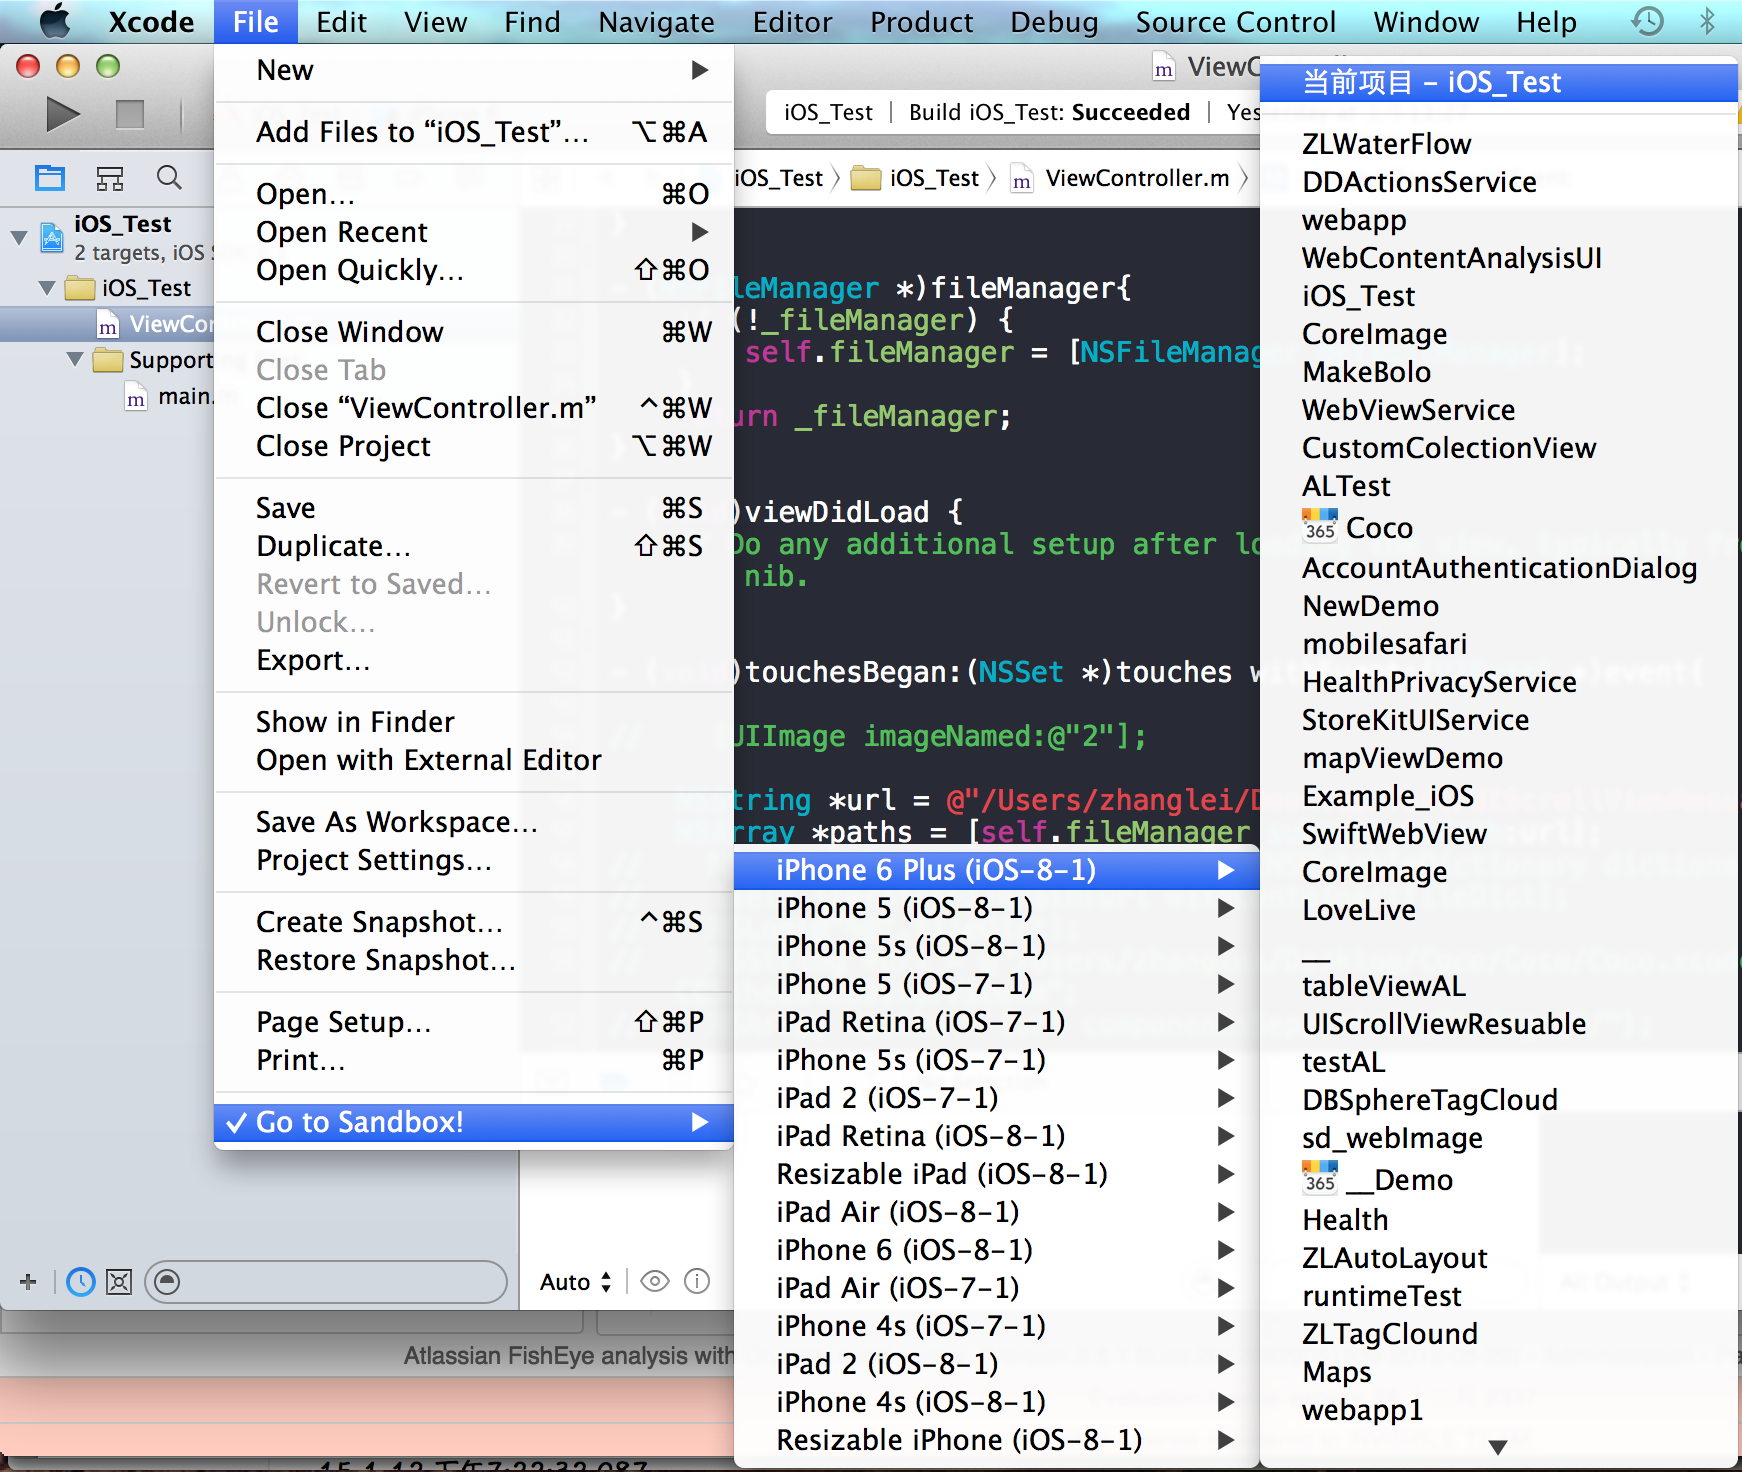 Xcode File Edit View Find Navigate Editor Product Debug Source Control Window Help
iOS_Test | Build iOS_Test: Succeeded
iOS_Test iOS_Test ViewController.m
iOS_Test
2 targets, iOS
iOS_Test
Support
main.
New
Add Files to “iOS_Test”... ⌥⌘A
Open... ⌘O
Open Recent
Open Quickly... ⇧⌘O
Close Window ⌘W
Close Tab
Close “ViewController.m” ^⌘W
Close Project ⌥⌘W
Save ⌘S
Duplicate... ⇧⌘S
Revert to Saved...
Unlock...
Export...
Show in Finder
Open with External Editor
Save As Workspace...
Project Settings...
Create Snapshot... ^⌘S
Restore Snapshot...
Page Setup... ⇧⌘P
Print... ⌘P
✓ Go to Sandbox!
leManager *)fileManager{
(!_fileManager) {
self.fileManager = [NSFileManag
urn _fileManager;
)viewDidLoad {
Do any additional setup after lo
nib.
)touchesBegan:(NSSet *)touches
UIImage imageNamed:@"2"];
tring *url = @"/Users/zhanglei/D
rray *paths = [self.fileManager
iPhone 6 Plus (iOS-8-1)
iPhone 5 (iOS-8-1)
iPhone 5s (iOS-8-1)
iPhone 5 (iOS-7-1)
iPad Retina (iOS-7-1)
iPhone 5s (iOS-7-1)
iPad 2 (iOS-7-1)
iPad Retina (iOS-8-1)
Resizable iPad (iOS-8-1)
iPad Air (iOS-8-1)
iPhone 6 (iOS-8-1)
iPad Air (iOS-7-1)
iPhone 4s (iOS-7-1)
iPad 2 (iOS-8-1)
iPhone 4s (iOS-8-1)
Resizable iPhone (iOS-8-1)
当前项目 - iOS_Test
ZLWaterFlow
DDActionsService
webapp
WebContentAnalysisUI
iOS_Test
CoreImage
MakeBolo
WebViewService
CustomColectionView
ALTest
365 Coco
AccountAuthenticationDialog
NewDemo
mobilesafari
HealthPrivacyService
StoreKitUIService
mapViewDemo
Example_iOS
SwiftWebView
CoreImage
LoveLive
__
tableViewAL
UIScrollViewResuable
testAL
DBSphereTagCloud
sd_webImage
365 __Demo
Health
ZLAutoLayout
runtimeTest
ZLTagClound
Maps
webapp1
Auto
Atlassian FishEye analysis with